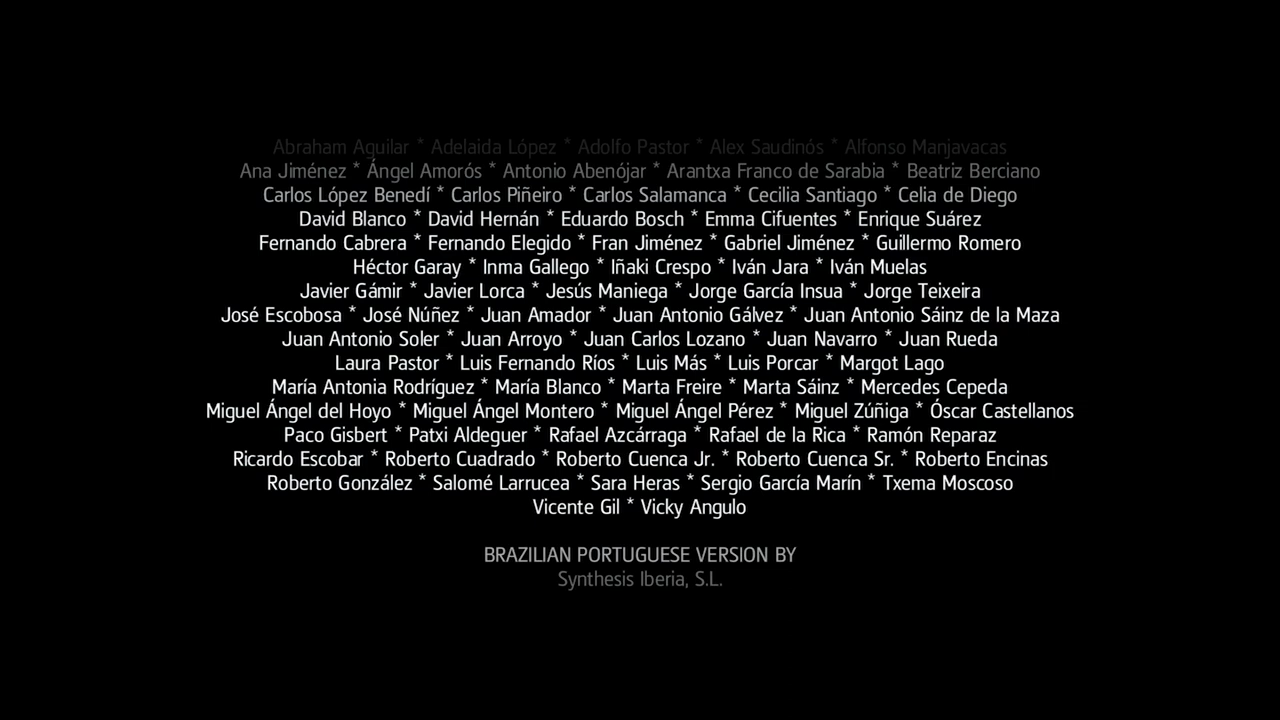 Abraham Aguilar * Adelaida López * Adolfo Pastor * Alex Saudinós * Alfonso Manjavacas
Ana Jiménez * Ángel Amorós * Antonio Abenójar * Arantxa Franco de Sarabia * Beatriz Berciano
Carlos López Benedí * Carlos Piñeiro * Carlos Salamanca * Cecilia Santiago * Celia de Diego
David Blanco * David Hernán * Eduardo Bosch * Emma Cifuentes * Enrique Suárez
Fernando Cabrera * Fernando Elegido * Fran Jiménez * Gabriel Jiménez * Guillermo Romero
Héctor Garay * Inma Gallego * Iñaki Crespo * Iván Jara * Iván Muelas
Javier Gámir * Javier Lorca * Jesús Maniega * Jorge García Insua * Jorge Teixeira
José Escobosa * José Núñez * Juan Amador * Juan Antonio Gálvez * Juan Antonio Sáinz de la Maza
Juan Antonio Soler * Juan Arroyo * Juan Carlos Lozano * Juan Navarro * Juan Rueda
Laura Pastor * Luis Fernando Ríos * Luis Más * Luis Porcar * Margot Lago
María Antonia Rodríguez * María Blanco * Marta Freire * Marta Sáinz * Mercedes Cepeda
Miguel Ángel del Hoyo * Miguel Ángel Montero * Miguel Ángel Pérez * Miguel Zúñiga * Óscar Castellanos
Paco Gisbert * Patxi Aldeguer * Rafael Azcárraga * Rafael de la Rica * Ramón Reparaz
Ricardo Escobar * Roberto Cuadrado * Roberto Cuenca Jr. * Roberto Cuenca Sr. * Roberto Encinas
Roberto González * Salomé Larrucea * Sara Heras * Sergio García Marín * Txema Moscoso
Vicente Gil * Vicky Angulo
BRAZILIAN PORTUGUESE VERSION BY
Synthesis Iberia, S.L.